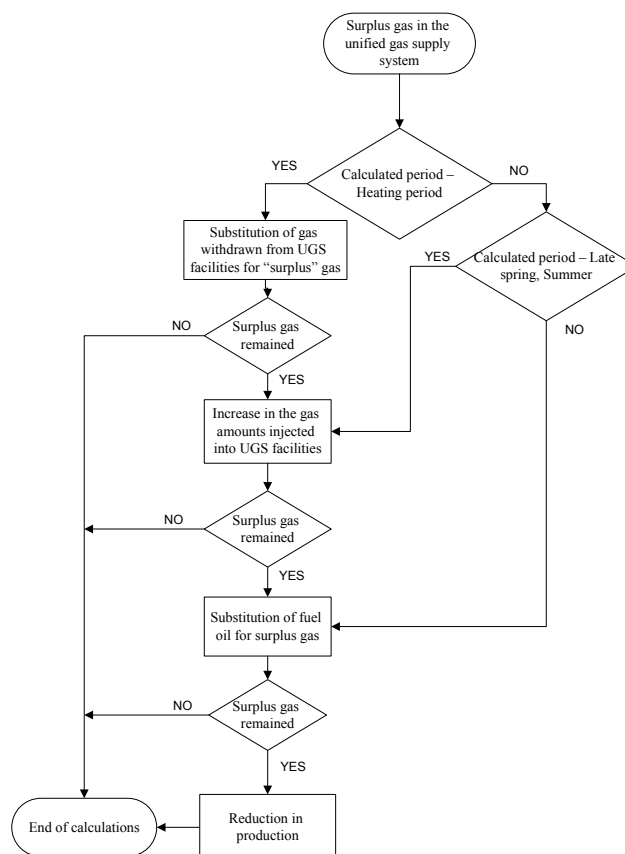 Surplus gas in the
unified gas supply
system
YES
Calculated period –
Heating period
NO
Substitution of gas
withdrawn from UGS
facilities for “surplus” gas
YES
Calculated period – Late
spring, Summer
NO
Surplus gas
remained
NO
YES
Increase in the gas
amounts injected
into UGS facilities
NO
Surplus gas
remained
YES
Substitution of fuel
oil for surplus gas
NO
Surplus gas
remained
YES
End of calculations
Reduction in
production